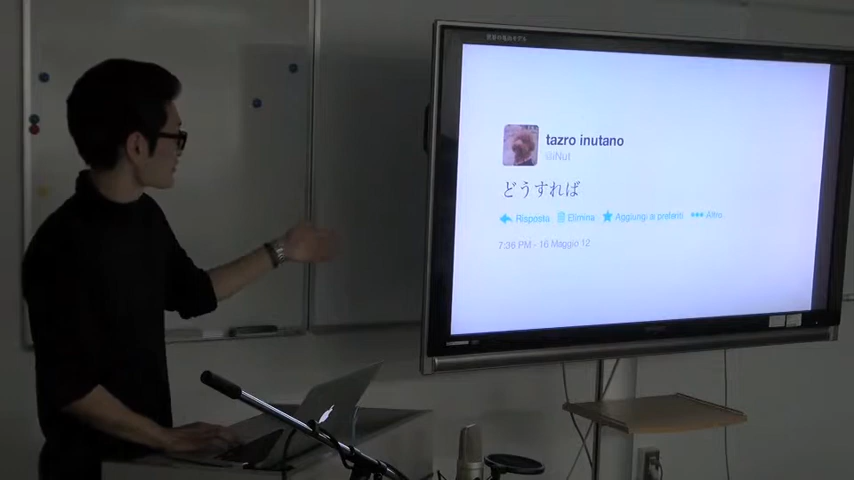 tazro inutano
@iNut
どうすれば
Risposta Elimina Aggiungi ai preferiti Altro
7:36 PM - 16 Maggio 12